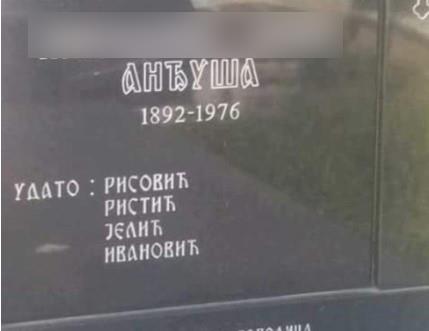 АНЂУША
1892-1976
УДАТО : РИСОВИЋ
РИСТИЋ
ЈЕЛИЋ
ИВАНОВИЋ